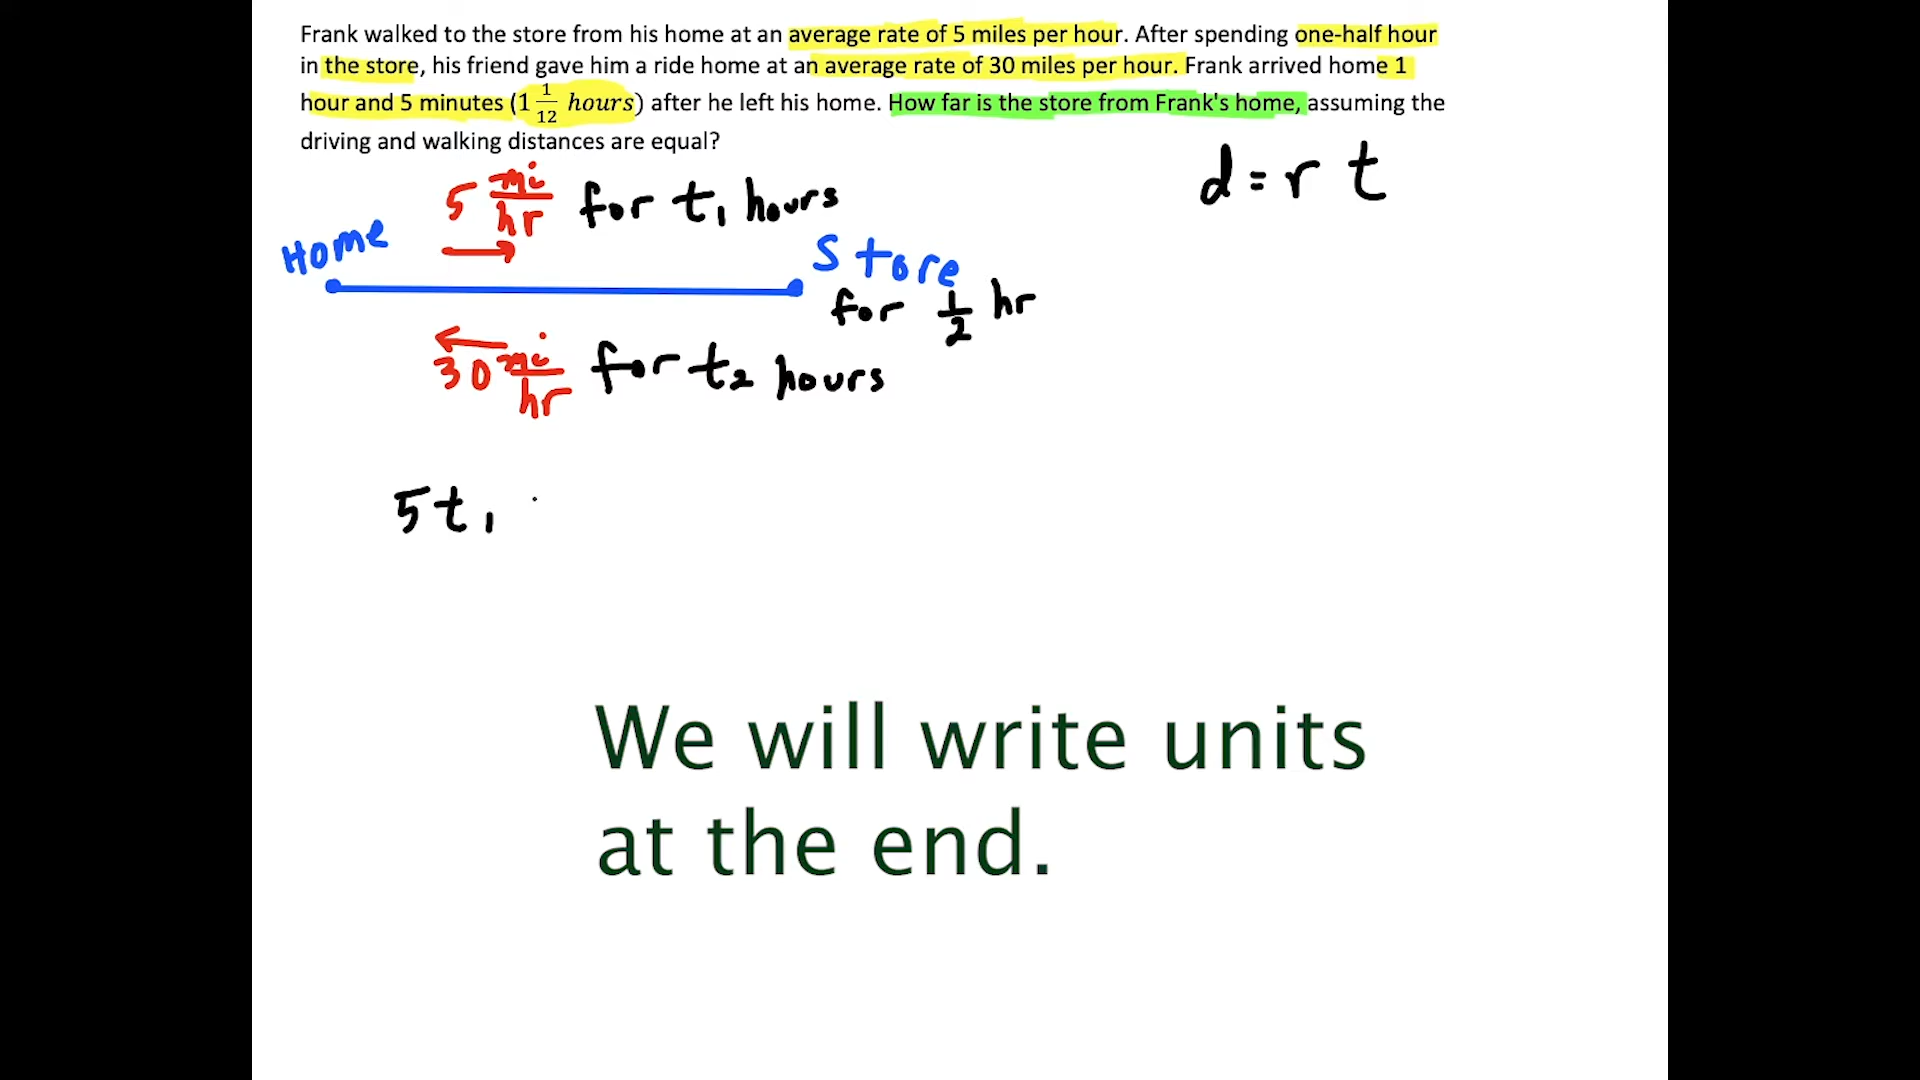 Frank walked to the store from his home at an average rate of 5 miles per hour. After spending one-half hour
in the store, his friend gave him a ride home at an average rate of 30 miles per hour. Frank arrived home 1
hour and 5 minutes (1 1/12 hours) after he left his home. How far is the store from Frank's home, assuming the
driving and walking distances are equal?
d = r t
5 mi/hr for t₁ hours
Home
Store
for 1/2 hr
30 mi/hr for t₂ hours
5t₁
We will write units
at the end.